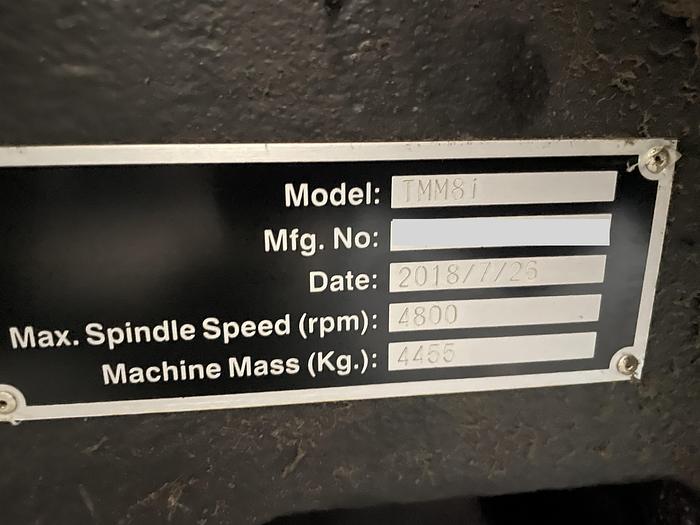 Model: TMM8i
Mfg. No:
Date: 2018/7/26
Max. Spindle Speed (rpm): 4800
Machine Mass (Kg.): 4455